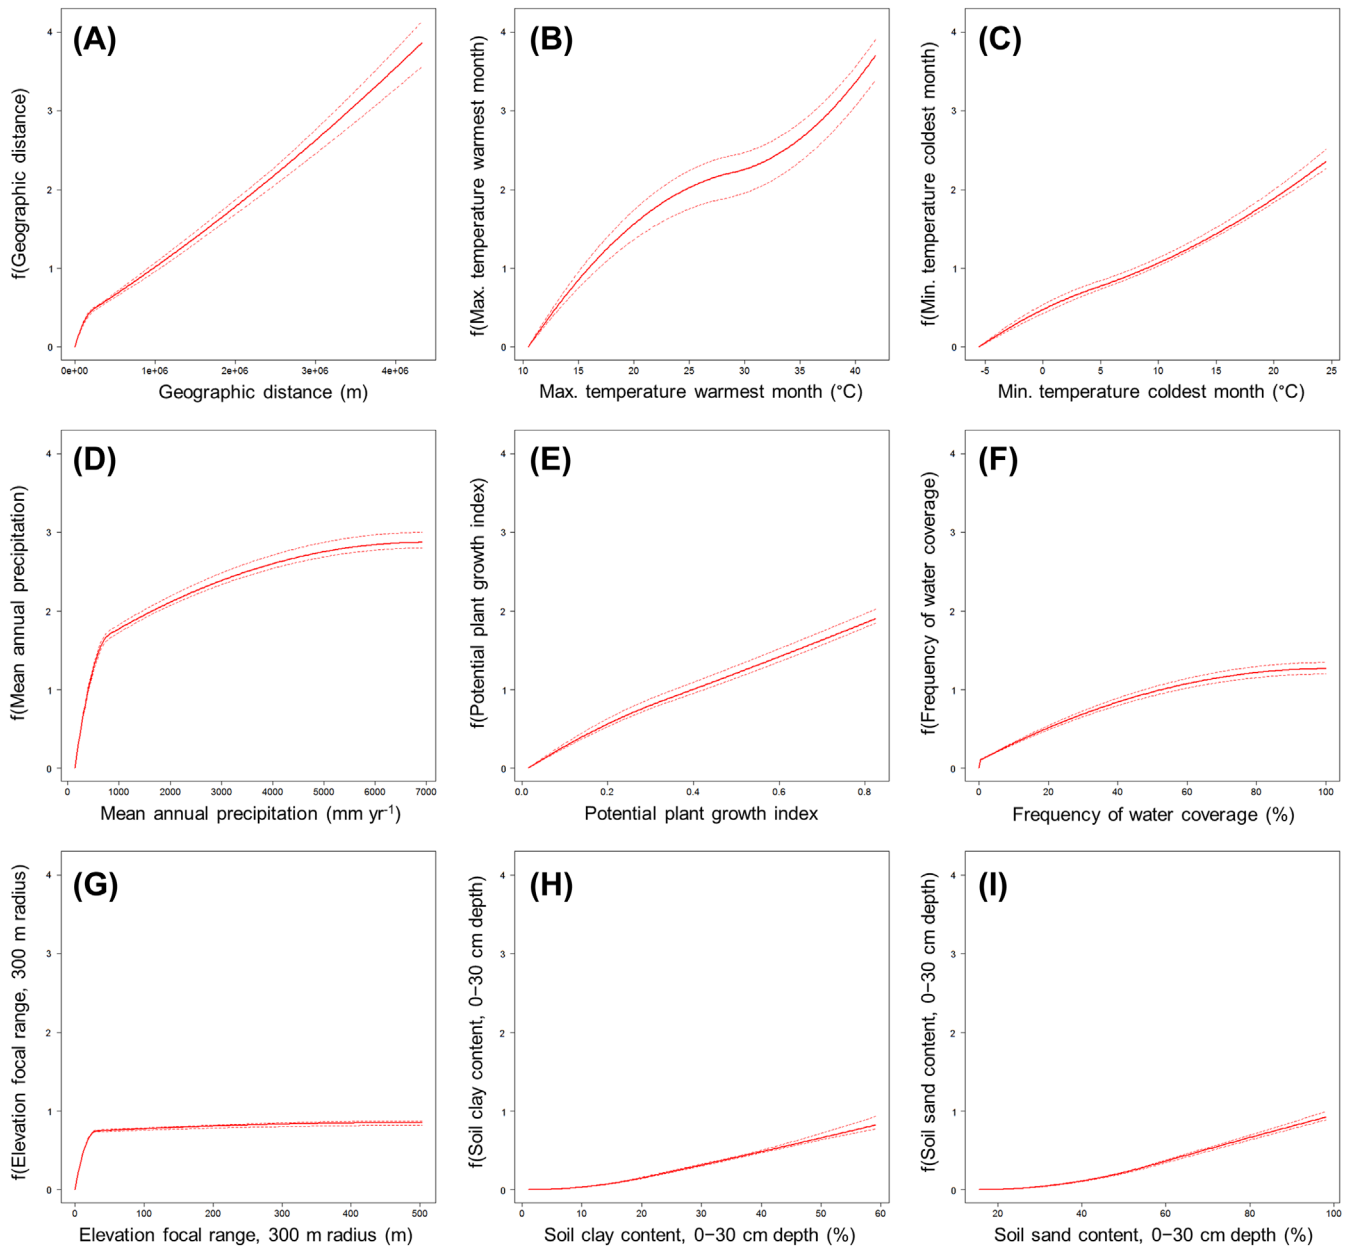 (A)
f(Geographic distance)
4
3
2
1
0
0e+00 1e+06 2e+06 3e+06 4e+06
Geographic distance (m)
(B)
f(Max. temperature warmest month)
4
3
2
1
0
10 15 20 25 30 35 40
Max. temperature warmest month (°C)
(C)
f(Min. temperature coldest month)
4
3
2
1
0
-5 0 5 10 15 20 25
Min. temperature coldest month (°C)
(D)
f(Mean annual precipitation)
4
3
2
1
0
0 1000 2000 3000 4000 5000 6000 7000
Mean annual precipitation (mm yr⁻¹)
(E)
f(Potential plant growth index)
4
3
2
1
0
0.0 0.2 0.4 0.6 0.8
Potential plant growth index
(F)
f(Frequency of water coverage)
4
3
2
1
0
0 20 40 60 80 100
Frequency of water coverage (%)
(G)
f(Elevation focal range, 300 m radius)
4
3
2
1
0
0 100 200 300 400 500
Elevation focal range, 300 m radius (m)
(H)
f(Soil clay content, 0−30 cm depth)
4
3
2
1
0
0 10 20 30 40 50 60
Soil clay content, 0−30 cm depth (%)
(I)
f(Soil sand content, 0−30 cm depth)
4
3
2
1
0
20 40 60 80 100
Soil sand content, 0−30 cm depth (%)